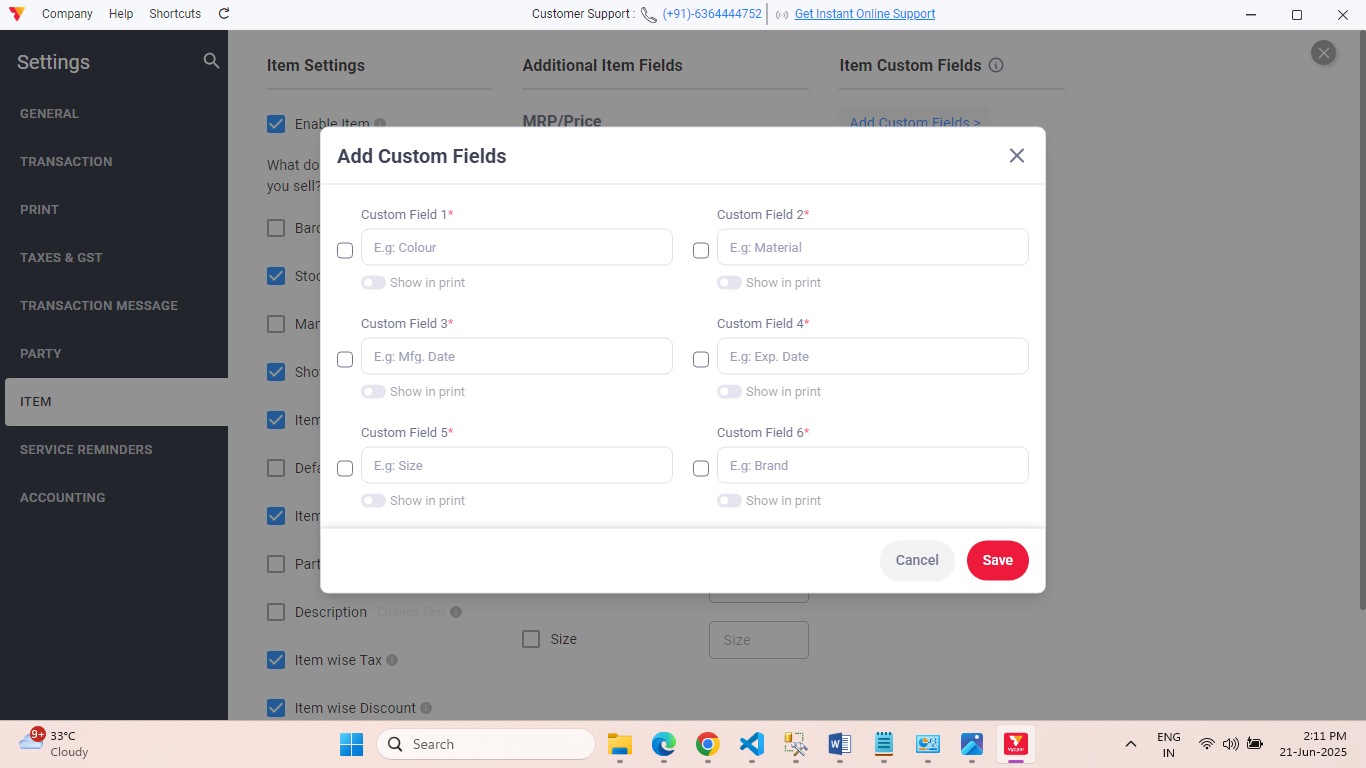 Company Help Shortcuts
Customer Support : (+91)-6364444752 Get Instant Online Support
Settings
GENERAL
TRANSACTION
PRINT
TAXES & GST
TRANSACTION MESSAGE
PARTY
ITEM
SERVICE REMINDERS
ACCOUNTING
Item Settings
Enable Item
What do
you sell?
Barc
Stoc
Man
Sho
Item
Defa
Item
Part
Description Change Text
Item wise Tax
Item wise Discount
Additional Item Fields
MRP/Price
Size
Size
Item Custom Fields
Add Custom Fields >
Add Custom Fields
Custom Field 1*
E.g: Colour
Show in print
Custom Field 2*
E.g: Material
Show in print
Custom Field 3*
E.g: Mfg. Date
Show in print
Custom Field 4*
E.g: Exp. Date
Show in print
Custom Field 5*
E.g: Size
Show in print
Custom Field 6*
E.g: Brand
Show in print
Cancel
Save
9+
33°C
Cloudy
Search
Vyapar
ENG
IN
2:11 PM
21-Jun-2025